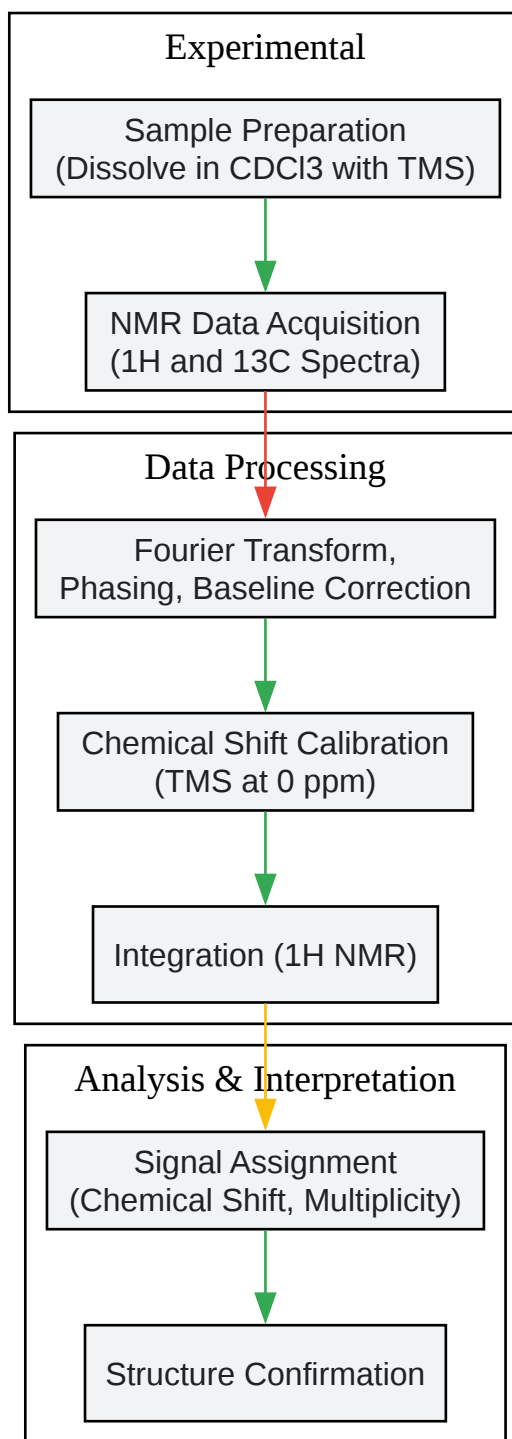 Experimental
Sample Preparation
(Dissolve in CDCl3 with TMS)
NMR Data Acquisition
(1H and 13C Spectra)
Data Processing
Fourier Transform,
Phasing, Baseline Correction
Chemical Shift Calibration
(TMS at 0 ppm)
Integration (1H NMR)
Analysis & Interpretation
Signal Assignment
(Chemical Shift, Multiplicity)
Structure Confirmation